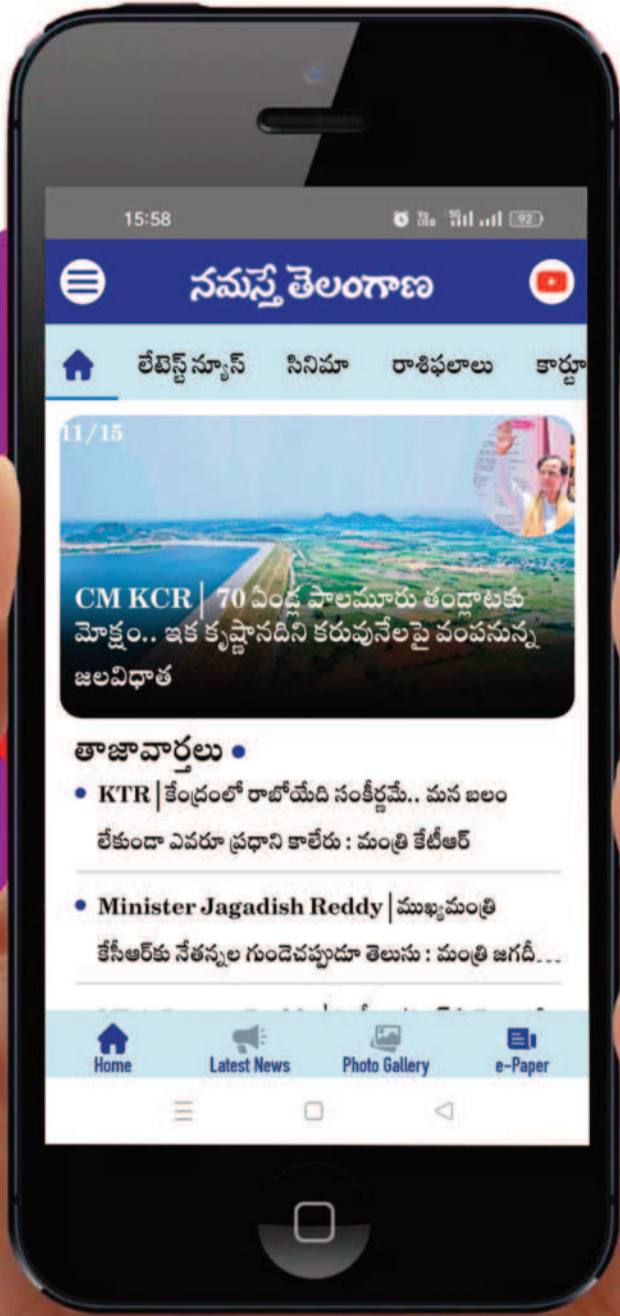 15:58
92
నమస్తే తెలంగాణ
లేటెస్ట్ న్యూస్ సినిమా రాశిఫలాలు కార్టూ
11/15
CM KCR | 70 ఏండ్ల పాలమూరు తండ్లాటకు
మోక్షం.. ఇక కృష్ణానదిని కరువునేలపై వంపనున్న
జలవిధాత
తాజావార్తలు
KTR | కేంద్రంలో రాబోయేది సంకీర్ణమే.. మన బలం
లేకుండా ఎవరూ ప్రధాని కాలేరు : మంత్రి కేటీఆర్
Minister Jagadish Reddy | ముఖ్యమంత్రి
కేసీఆర్‌కు నేతన్నల గుండెచప్పుడూ తెలుసు : మంత్రి జగదీ...
Home Latest News Photo Gallery e-Paper